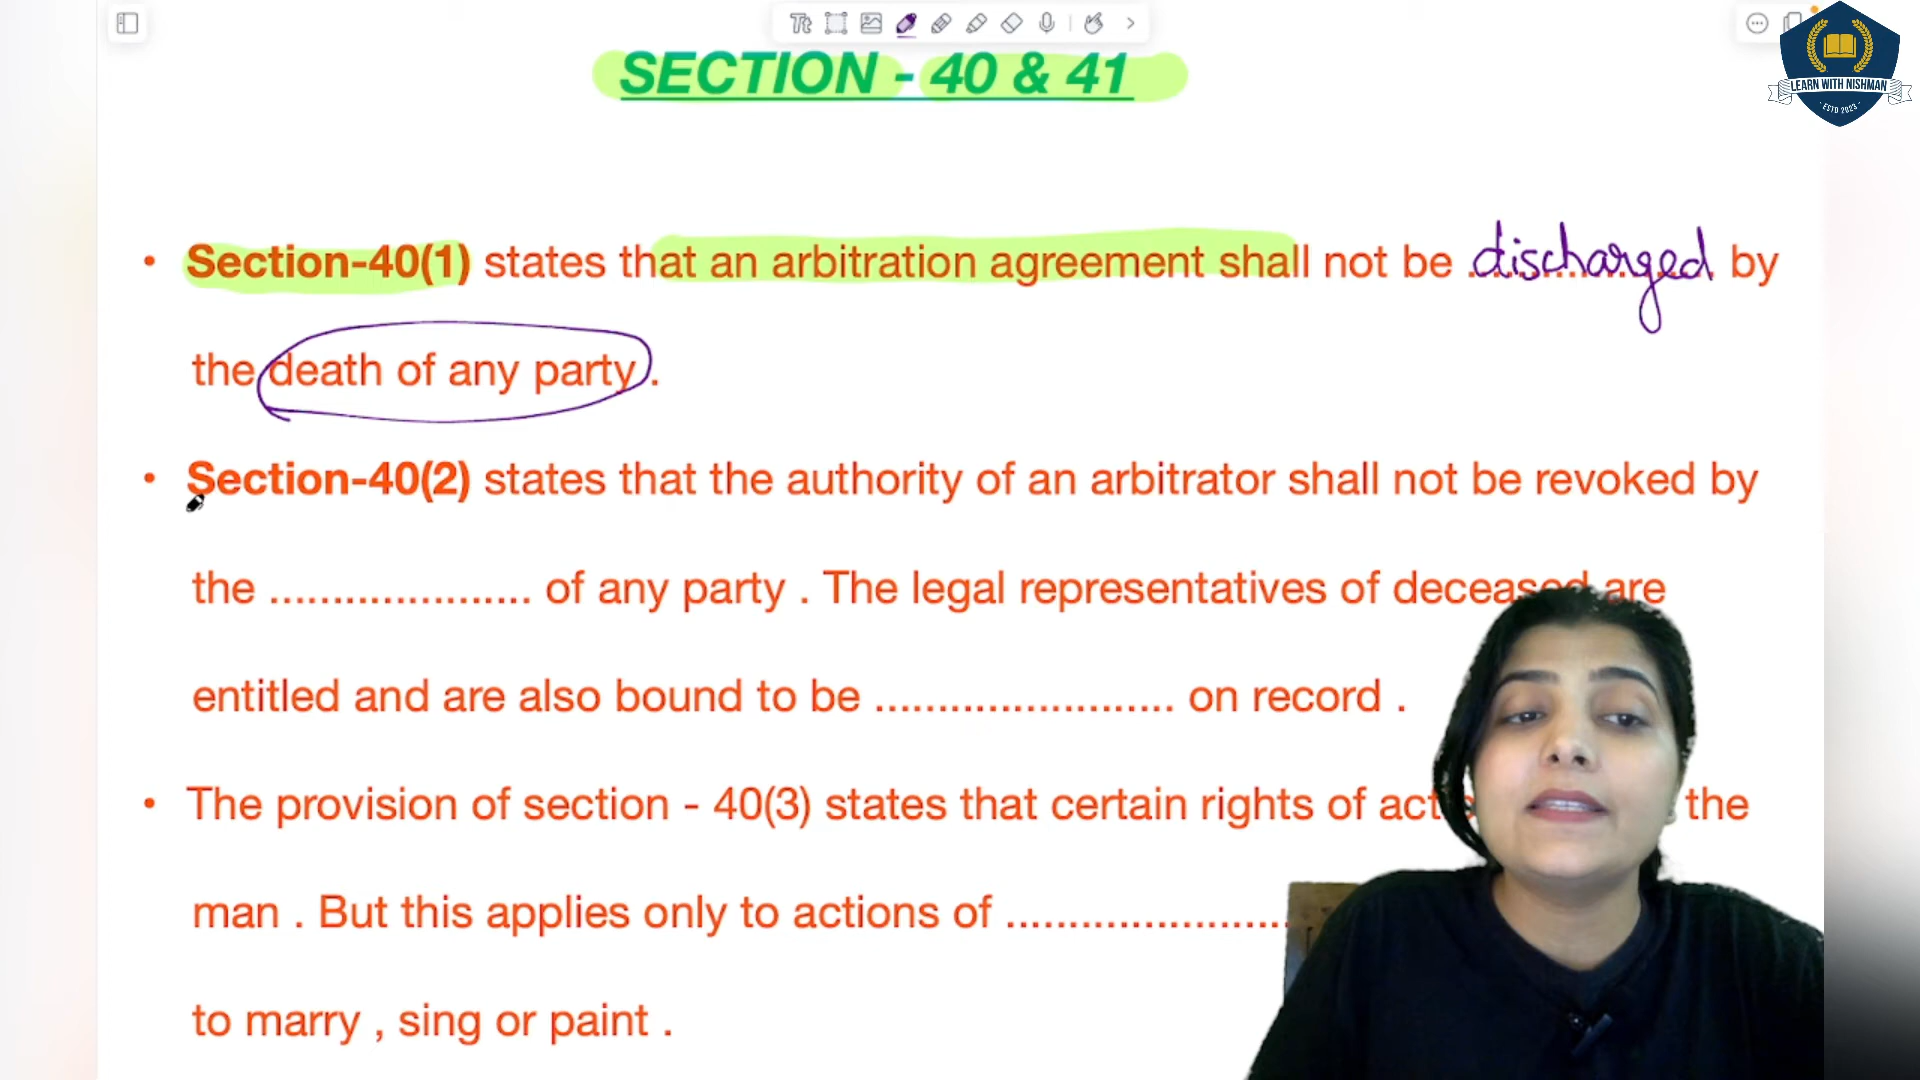 Tt
LEARN WITH NISHMAN
ESTD 2023
SECTION - 40 & 41
• Section-40(1) states that an arbitration agreement shall not be discharged by
the death of any party .
• Section-40(2) states that the authority of an arbitrator shall not be revoked by
the ..................... of any party . The legal representatives of deceased are
entitled and are also bound to be ........................ on record .
• The provision of section - 40(3) states that certain rights of the
man . But this applies only to actions of .......................
to marry , sing or paint .